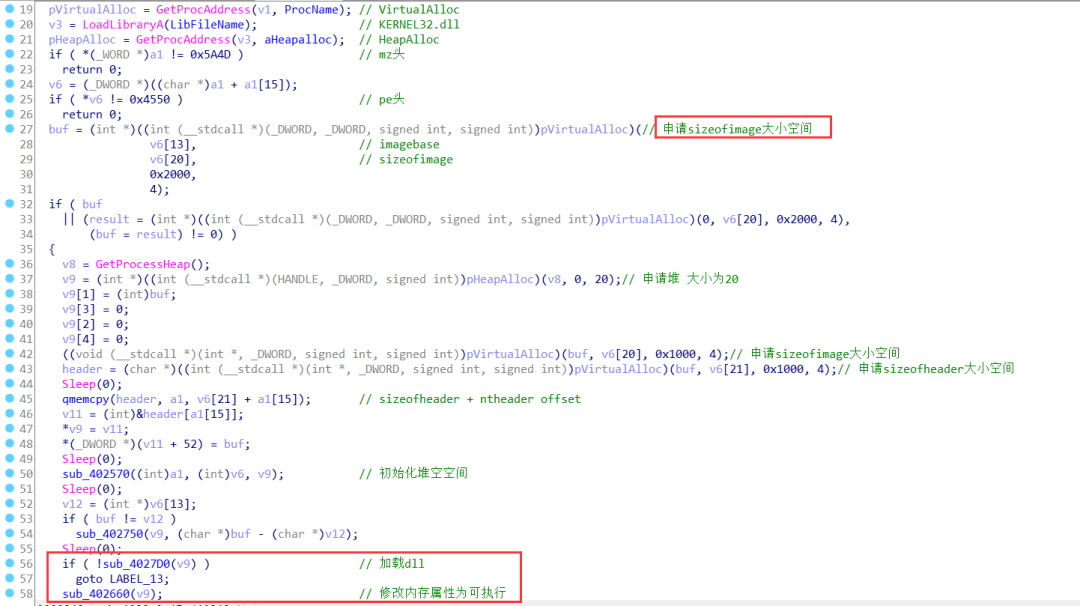 19 pVirtualAlloc = GetProcAddress(v1, ProcName); // VirtualAlloc
20 v3 = LoadLibraryA(LibFileName); // KERNEL32.dll
21 pHeapAlloc = GetProcAddress(v3, aHeapalloc); // HeapAlloc
22 if ( *(_WORD *)a1 != 0x5A4D ) // mz头
23 return 0;
24 v6 = (_DWORD *)((char *)a1 + a1[15]);
25 if ( *v6 != 0x4550 ) // pe头
26 return 0;
27 buf = (int *)((int (__stdcall *)(_DWORD, _DWORD, signed int, signed int))pVirtualAlloc)(// 申请sizeofimage大小空间
28 v6[13], // imagebase
29 v6[20], // sizeofimage
30 0x2000,
31 4);
32 if ( buf
33 || (result = (int *)((int (__stdcall *)(_DWORD, _DWORD, signed int, signed int))pVirtualAlloc)(0, v6[20], 0x2000, 4),
34 (buf = result) != 0) )
35 {
36 v8 = GetProcessHeap();
37 v9 = (int *)((int (__stdcall *)(HANDLE, _DWORD, signed int))pHeapAlloc)(v8, 0, 20);// 申请堆 大小为20
38 v9[1] = (int)buf;
39 v9[3] = 0;
40 v9[2] = 0;
41 v9[4] = 0;
42 ((void (__stdcall *)(int *, _DWORD, signed int, signed int))pVirtualAlloc)(buf, v6[20], 0x1000, 4);// 申请sizeofimage大小空间
43 header = (char *)((int (__stdcall *)(int *, _DWORD, signed int, signed int))pVirtualAlloc)(buf, v6[21], 0x1000, 4);// 申请sizeofheader大小空间
44 Sleep(0);
45 qmemcpy(header, a1, v6[21] + a1[15]); // sizeofheader + ntheader offset
46 v11 = (int)&header[a1[15]];
47 *v9 = v11;
48 *(_DWORD *)(v11 + 52) = buf;
49 Sleep(0);
50 sub_402570((int)a1, (int)v6, v9); // 初始化堆空空间
51 Sleep(0);
52 v12 = (int *)v6[13];
53 if ( buf != v12 )
54 sub_402750(v9, (char *)buf - (char *)v12);
55 Sleep(0);
56 if ( !sub_4027D0(v9) ) // 加载dll
57 goto LABEL_13;
58 sub_402660(v9); // 修改内存属性为可执行